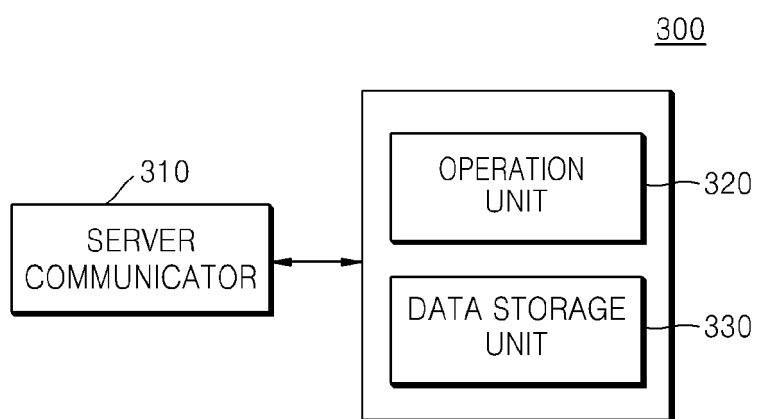 300
310
SERVER
COMMUNICATOR
OPERATION
UNIT
320
DATA STORAGE
UNIT
330